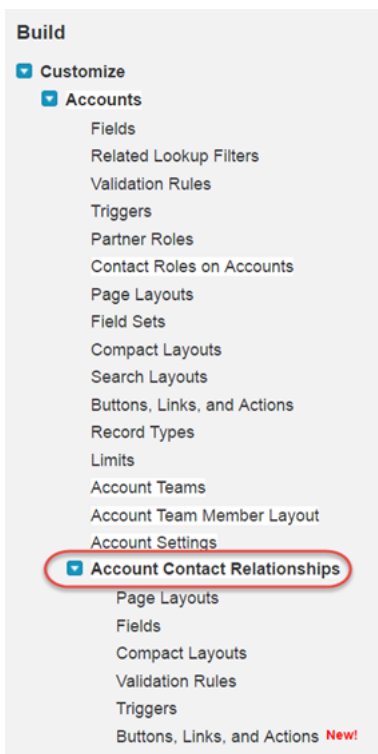 Build
Customize
Accounts
Fields
Related Lookup Filters
Validation Rules
Triggers
Partner Roles
Contact Roles on Accounts
Page Layouts
Field Sets
Compact Layouts
Search Layouts
Buttons, Links, and Actions
Record Types
Limits
Account Teams
Account Team Member Layout
Account Settings
Account Contact Relationships
Page Layouts
Fields
Compact Layouts
Validation Rules
Triggers
Buttons, Links, and Actions New!